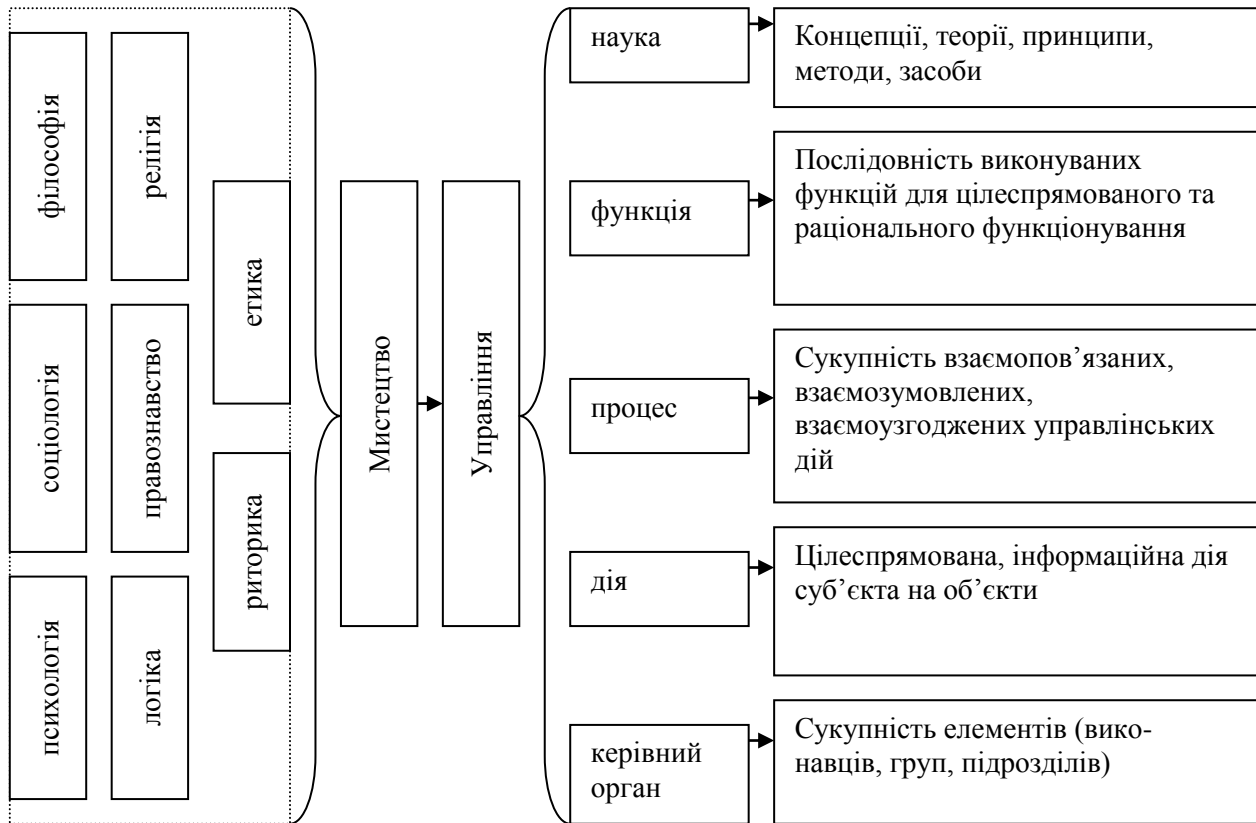 філософія
релігія
соціологія
правознавство
психологія
логіка
етика
риторика
Мистецтво
Управління
наука
Концепції, теорії, принципи,
методи, засоби
функція
Послідовність виконуваних
функцій для цілеспрямованого та
раціонального функціонування
процес
Сукупність взаємопов’язаних,
взаємозумовлених,
взаємоузгоджених управлінських
дій
дія
Цілеспрямована, інформаційна дія
суб’єкта на об’єкти
керівний
орган
Сукупність елементів (вико-
навців, груп, підрозділів)